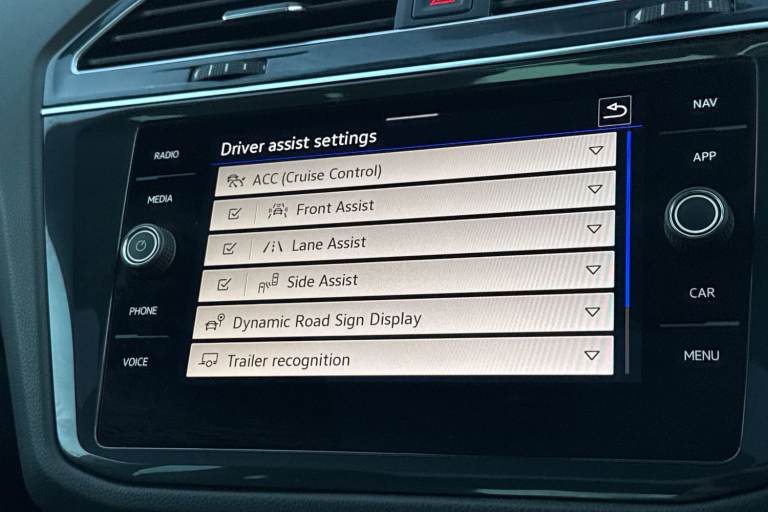 RADIO
MEDIA
PHONE
VOICE
Driver assist settings
ACC (Cruise Control)
Front Assist
Lane Assist
Side Assist
Dynamic Road Sign Display
Trailer recognition
NAV
APP
CAR
MENU